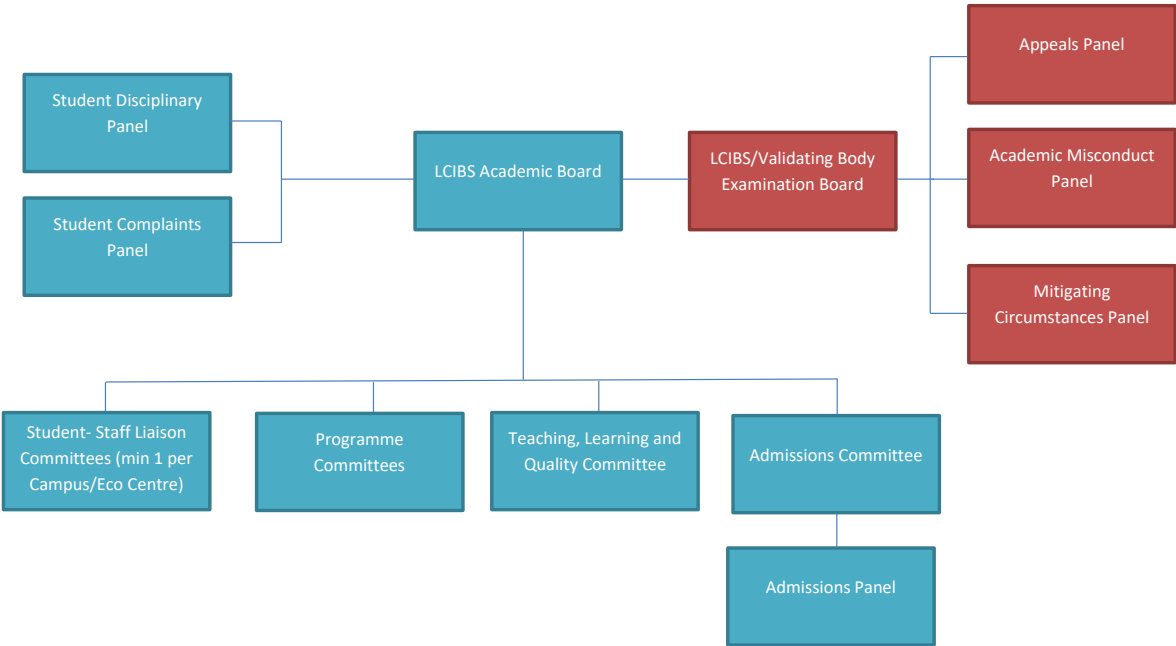 Appeals Panel
Student Disciplinary
Panel
LCIBS Academic Board
LCIBS/Validating Body
Examination Board
Academic Misconduct
Panel
Student Complaints
Panel
Mitigating
Circumstances Panel
Student- Staff Liaison
Committees (min 1 per
Campus/Eco Centre)
Programme
Committees
Teaching, Learning and
Quality Committee
Admissions Committee
Admissions Panel